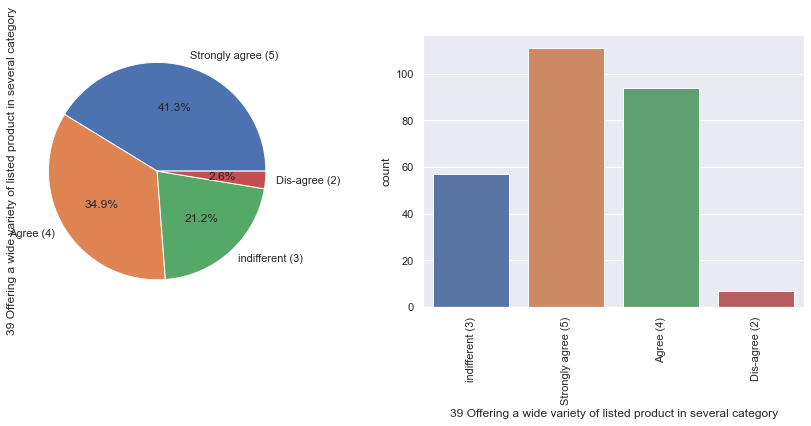 39 Offering a wide variety of listed product in several category
Strongly agree (5)
41.3%
Dis-agree (2)
2.6%
34.9%
Agree (4)
21.2%
indifferent (3)
count
100
80
60
40
20
0
indifferent (3)
Strongly agree (5)
Agree (4)
Dis-agree (2)
39 Offering a wide variety of listed product in several category